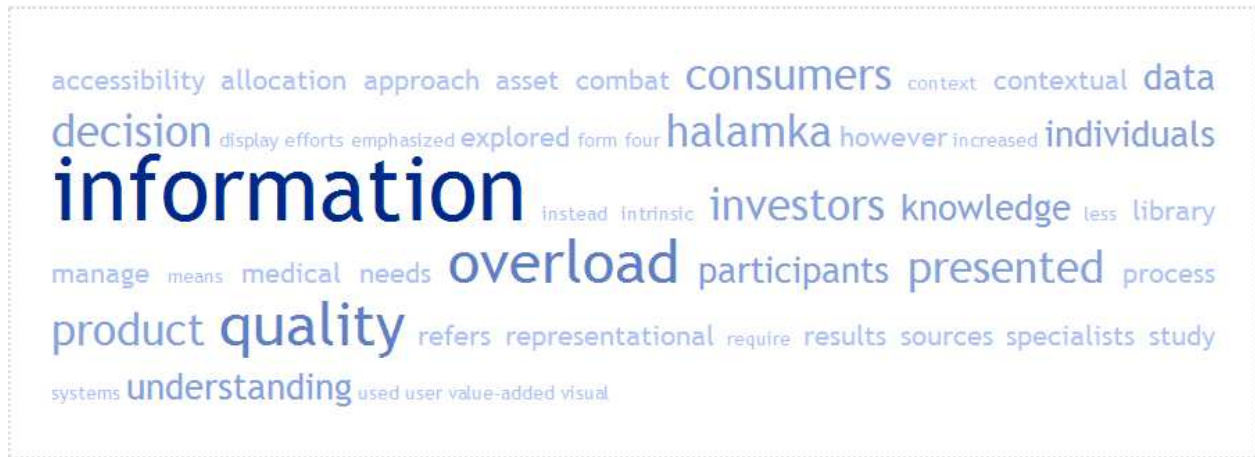 accessibility allocation approach asset combat consumers context contextual data
decision display efforts emphasized explored form four halamka however increased individuals
information instead intrinsic investors knowledge less library
manage means medical needs overload participants presented process
product quality refers representational require results sources specialists study
systems understanding used user value-added visual